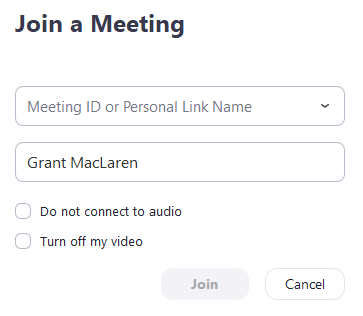 Join a Meeting
Meeting ID or Personal Link Name
Grant MacLaren
Do not connect to audio
Turn off my video
Join Cancel